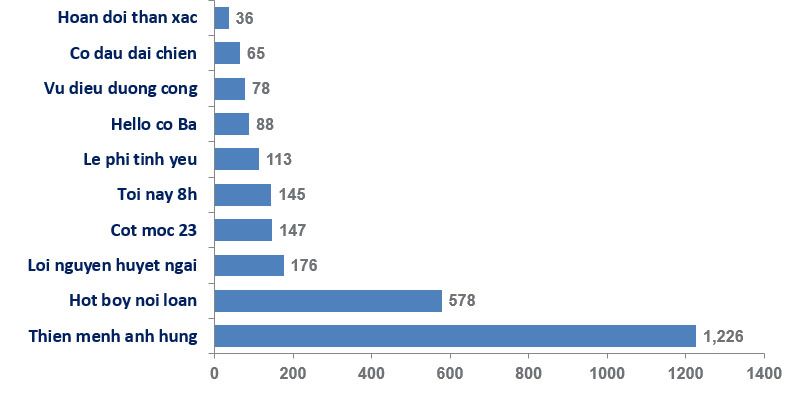 Hoan doi than xac 36
Co dau dai chien 65
Vu dieu duong cong 78
Hello co Ba 88
Le phi tinh yeu 113
Toi nay 8h 145
Cot moc 23 147
Loi nguyen huyet ngai 176
Hot boy noi loan 578
Thien menh anh hung 1,226
0 200 400 600 800 1000 1200 1400